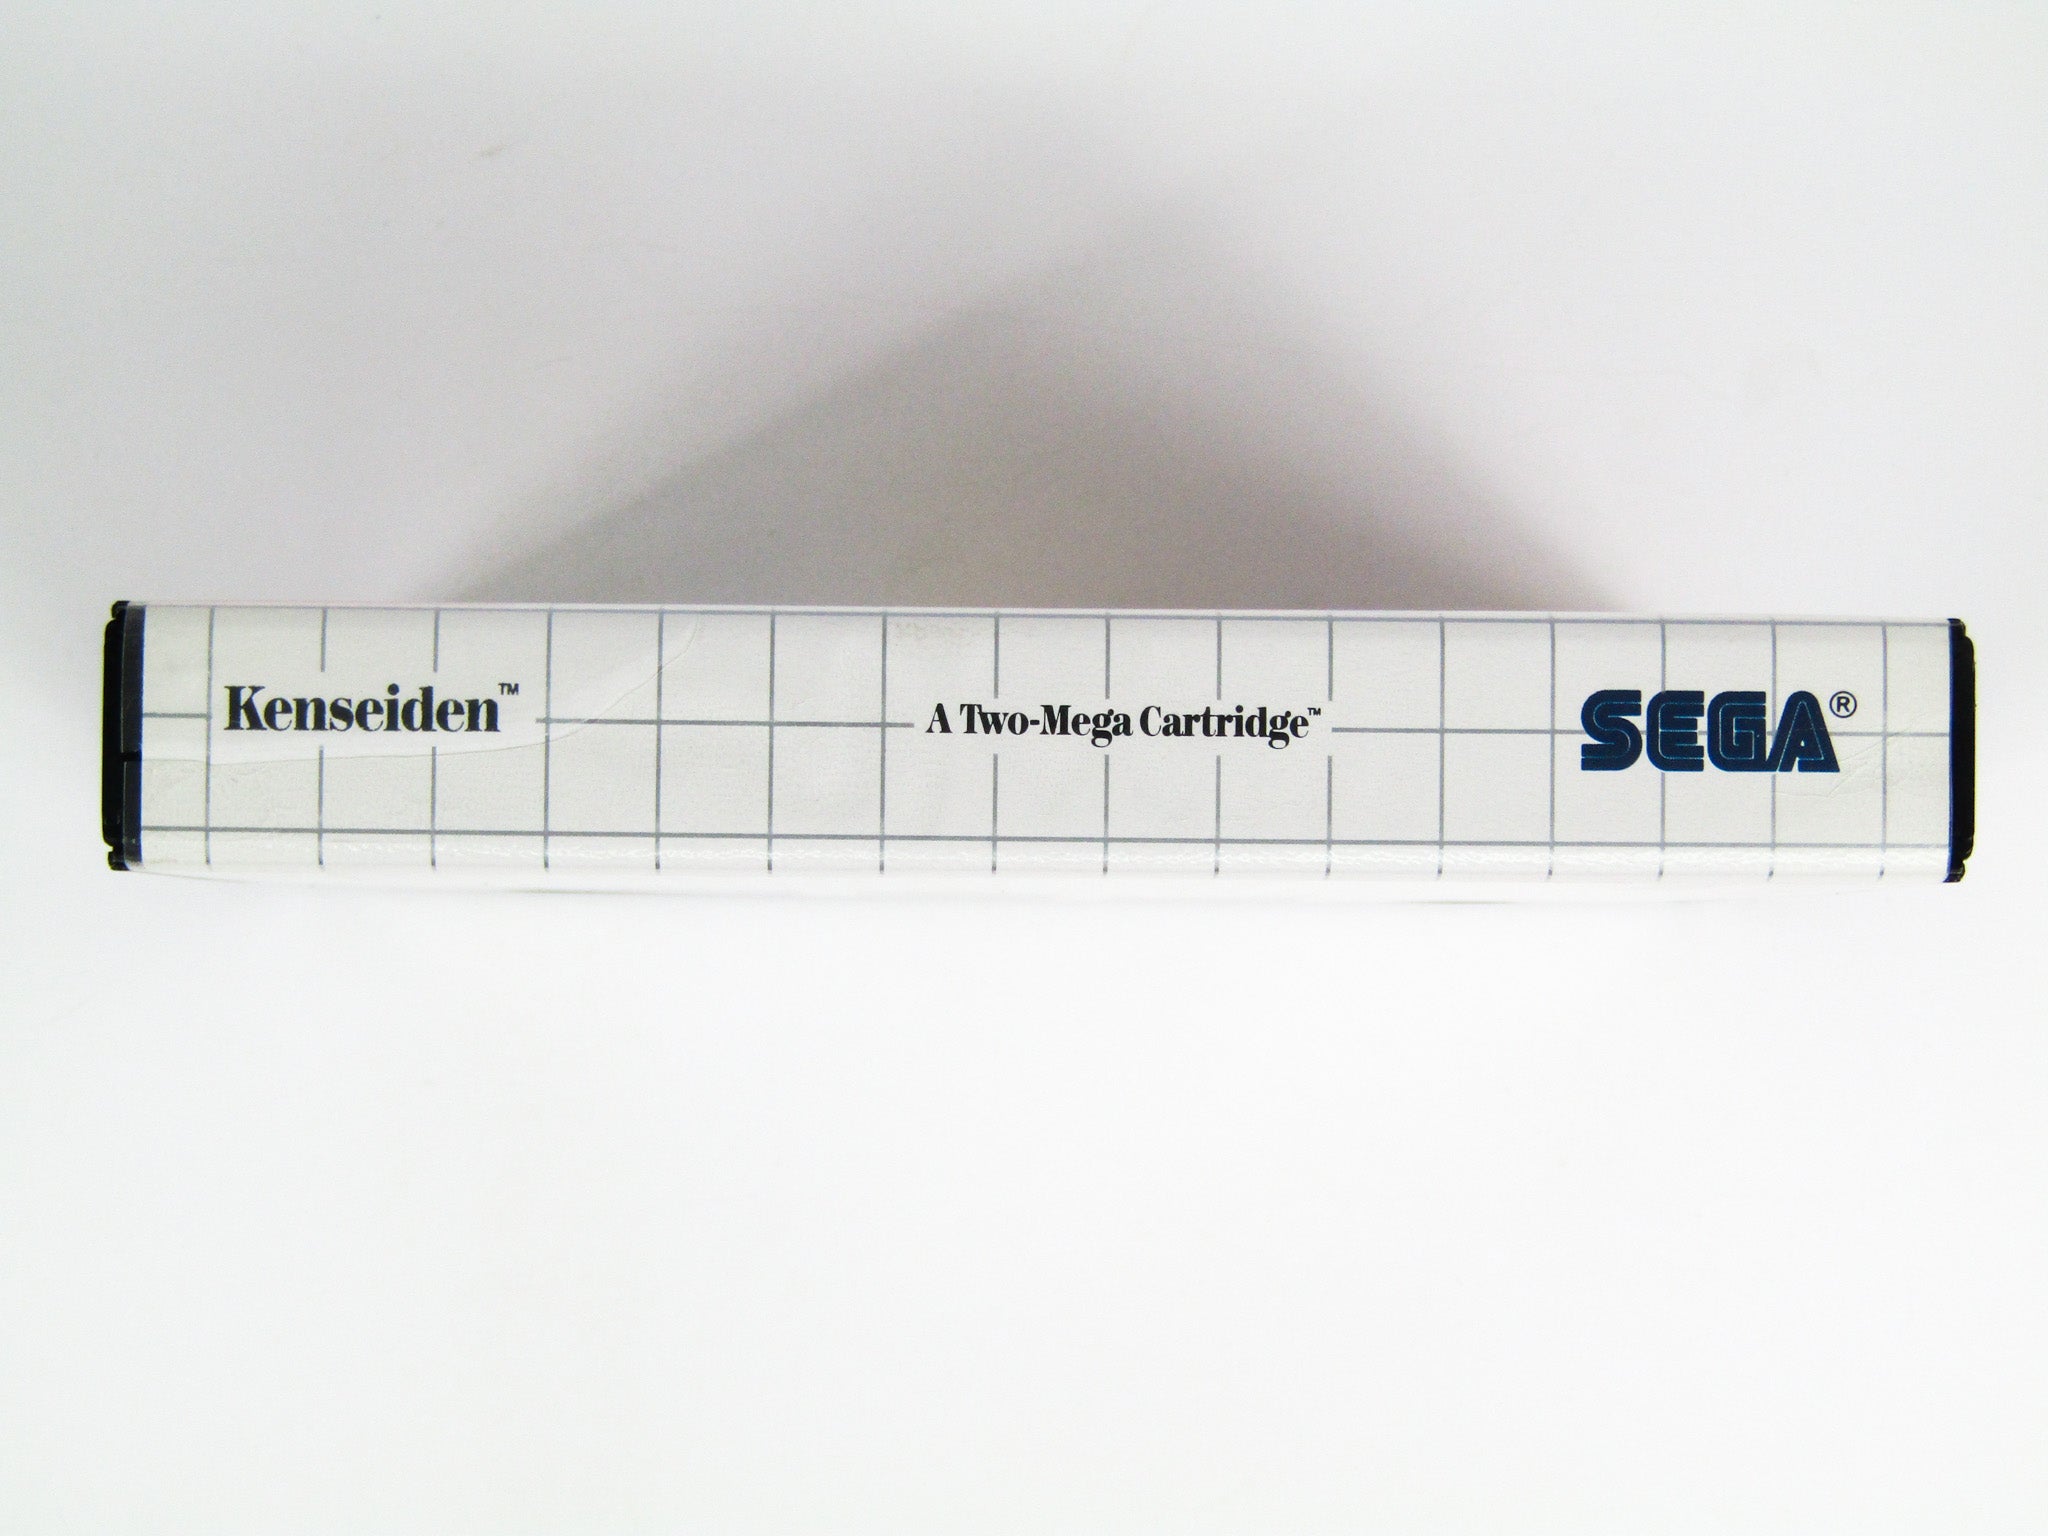 Kenseiden™
A Two-Mega Cartridge™
SEGA®